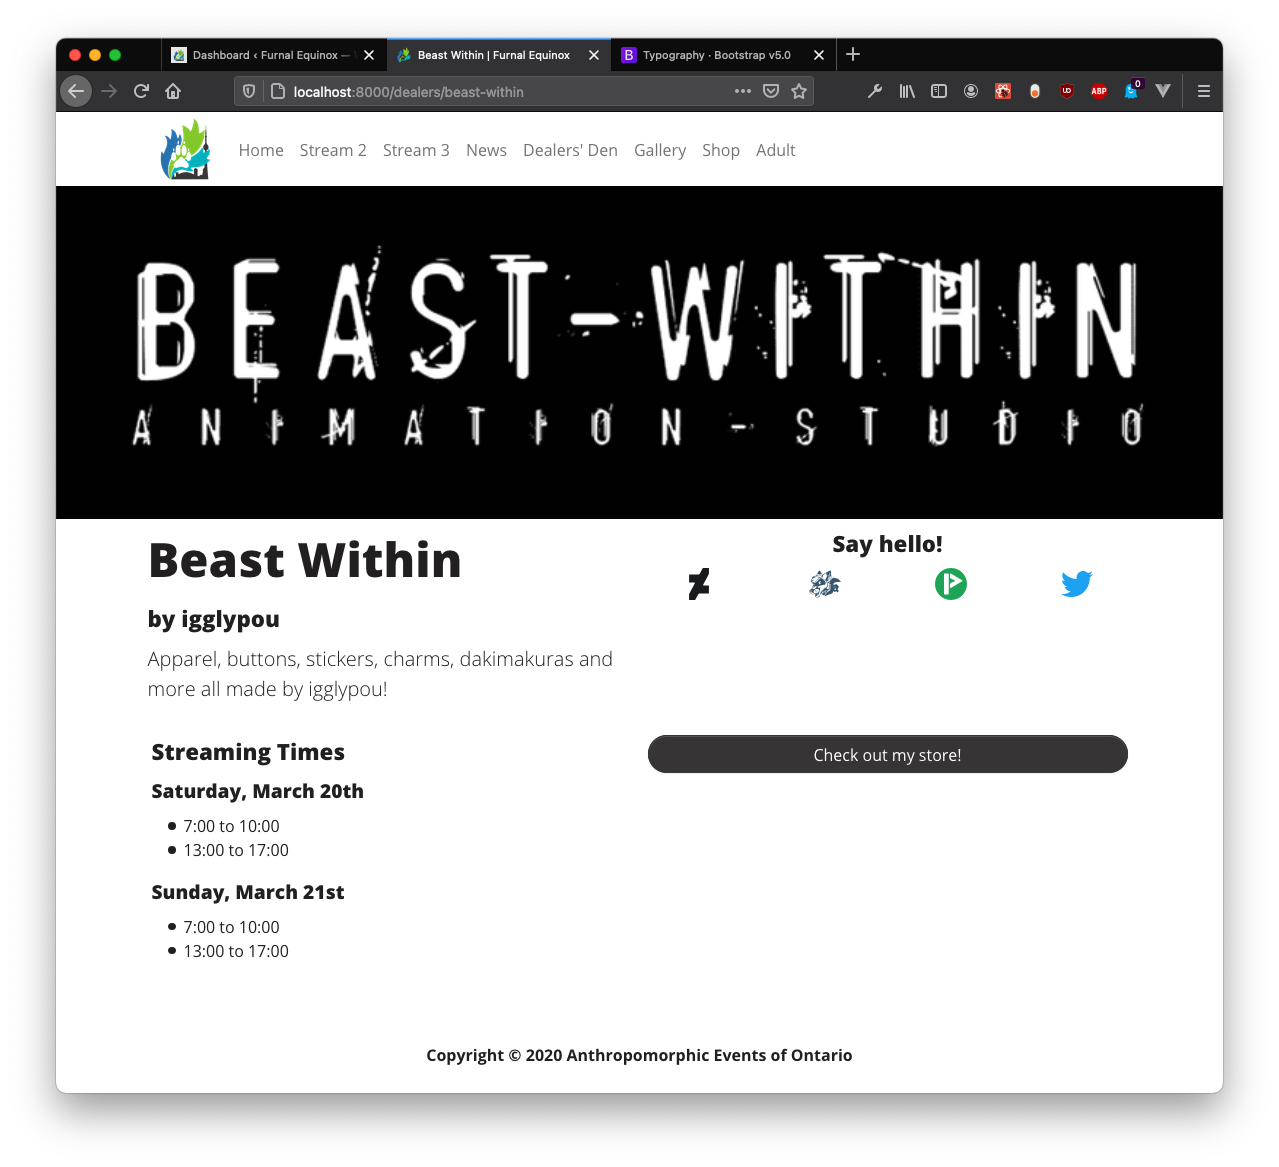 Dashboard ‹ Furnal Equinox —
Beast Within | Furnal Equinox
B
Typography · Bootstrap v5.0
localhost:8000/dealers/beast-within
UD
ABP
0
Home
Stream 2
Stream 3
News
Dealers' Den
Gallery
Shop
Adult
BEAST-WITHIN
ANIMATION-STUDIO
Beast Within
by igglypou
Apparel, buttons, stickers, charms, dakimakuras and
more all made by igglypou!
Say hello!
Streaming Times
Saturday, March 20th
7:00 to 10:00
13:00 to 17:00
Sunday, March 21st
7:00 to 10:00
13:00 to 17:00
Check out my store!
Copyright © 2020 Anthropomorphic Events of Ontario